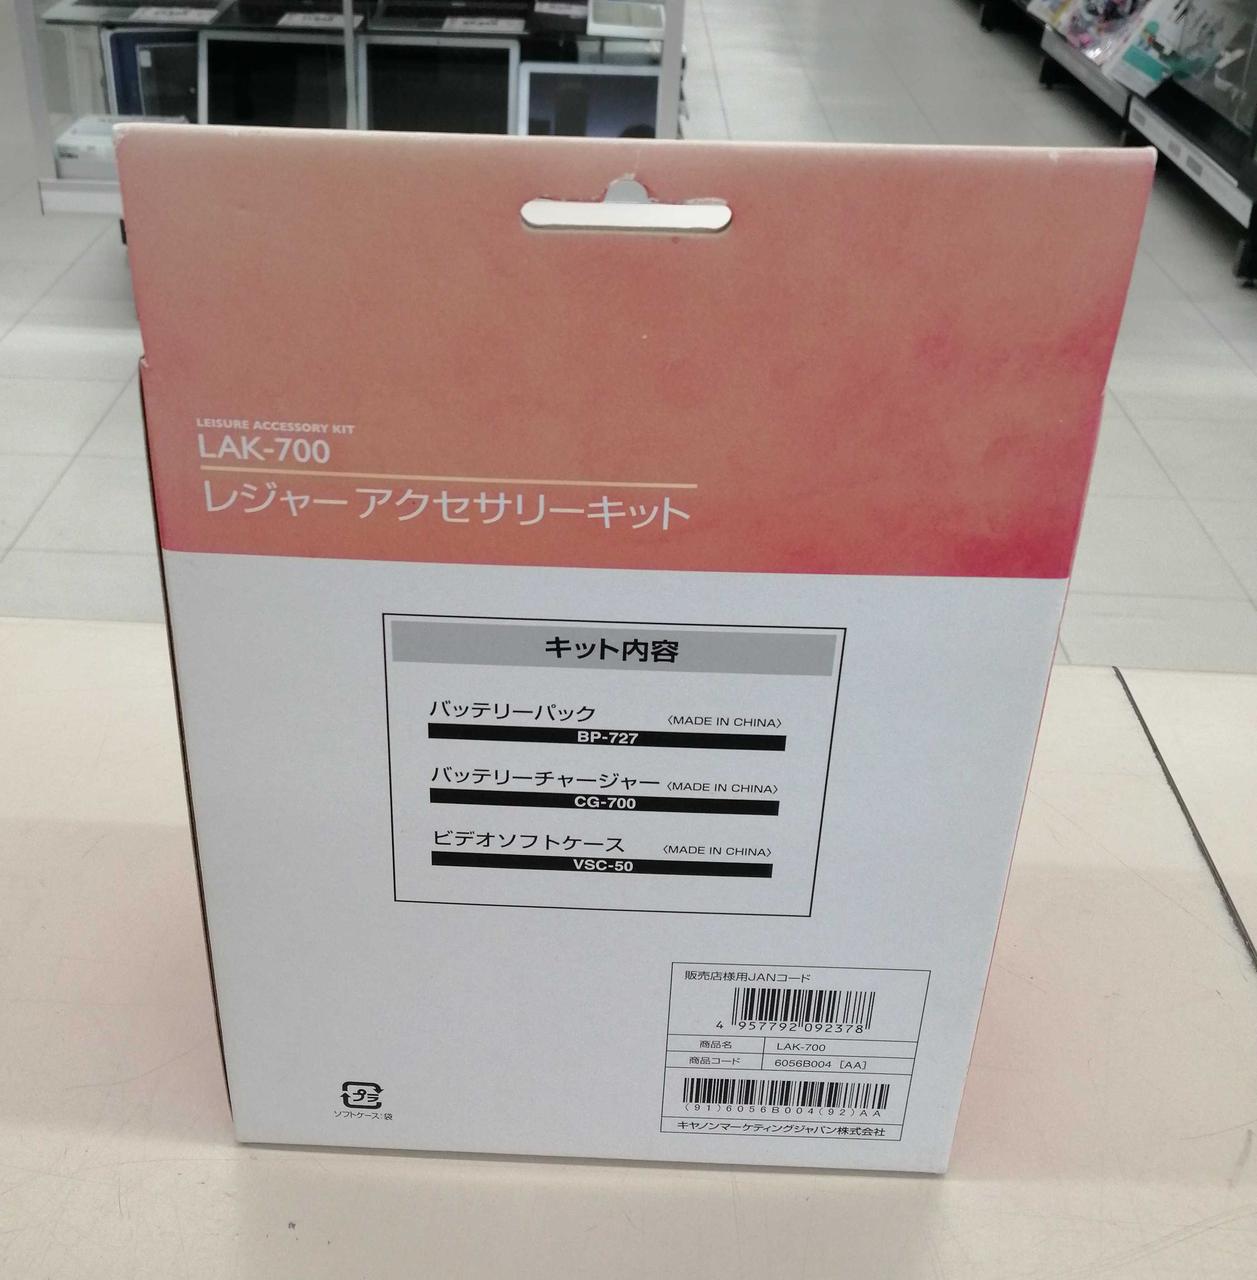 LEISURE ACCESSORY KIT
LAK-700
レジャーアクセサリーキット
キット内容
バッテリーパック 〈MADE IN CHINA〉
BP-727
バッテリーチャージャー 〈MADE IN CHINA〉
CG-700
ビデオソフトケース 〈MADE IN CHINA〉
VSC-50
販売店様用JANコード
4 957792 092378
商品名 LAK-700
商品コード 6056B004 [AA]
(91)6056B004(92)AA
キヤノンマーケティングジャパン株式会社
プラ
ソフトケース:袋